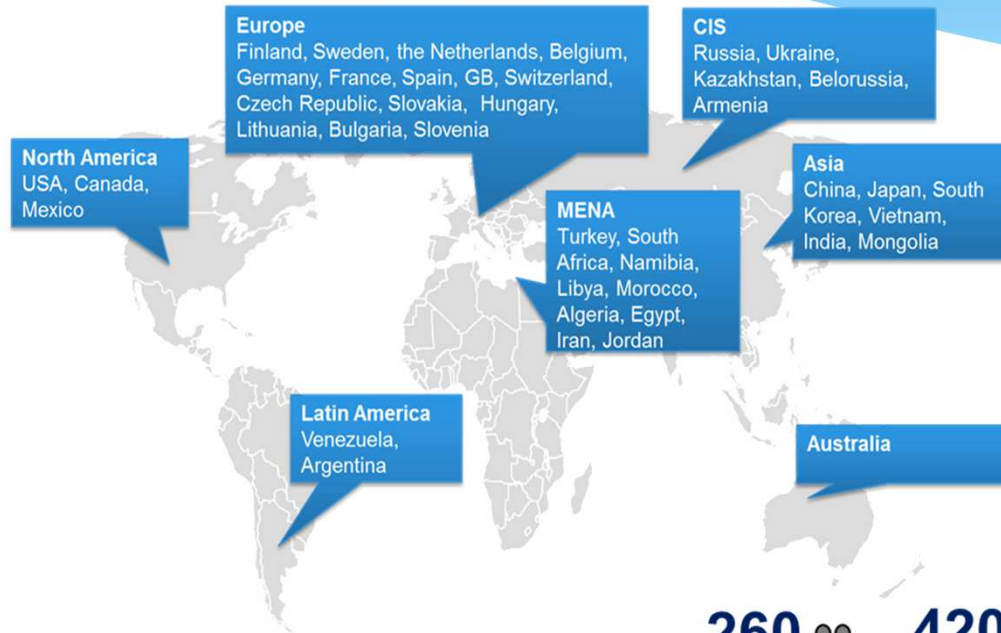 Europe
Finland, Sweden, the Netherlands, Belgium,
Germany, France, Spain, GB, Switzerland,
Czech Republic, Slovakia, Hungary,
Lithuania, Bulgaria, Slovenia
CIS
Russia, Ukraine,
Kazakhstan, Belorussia,
Armenia
North America
USA, Canada,
Mexico
Asia
China, Japan, South
Korea, Vietnam,
India, Mongolia
MENA
Turkey, South
Africa, Namibia,
Libya, Morocco,
Algeria, Egypt,
Iran, Jordan
Latin America
Venezuela,
Argentina
Australia
260 420